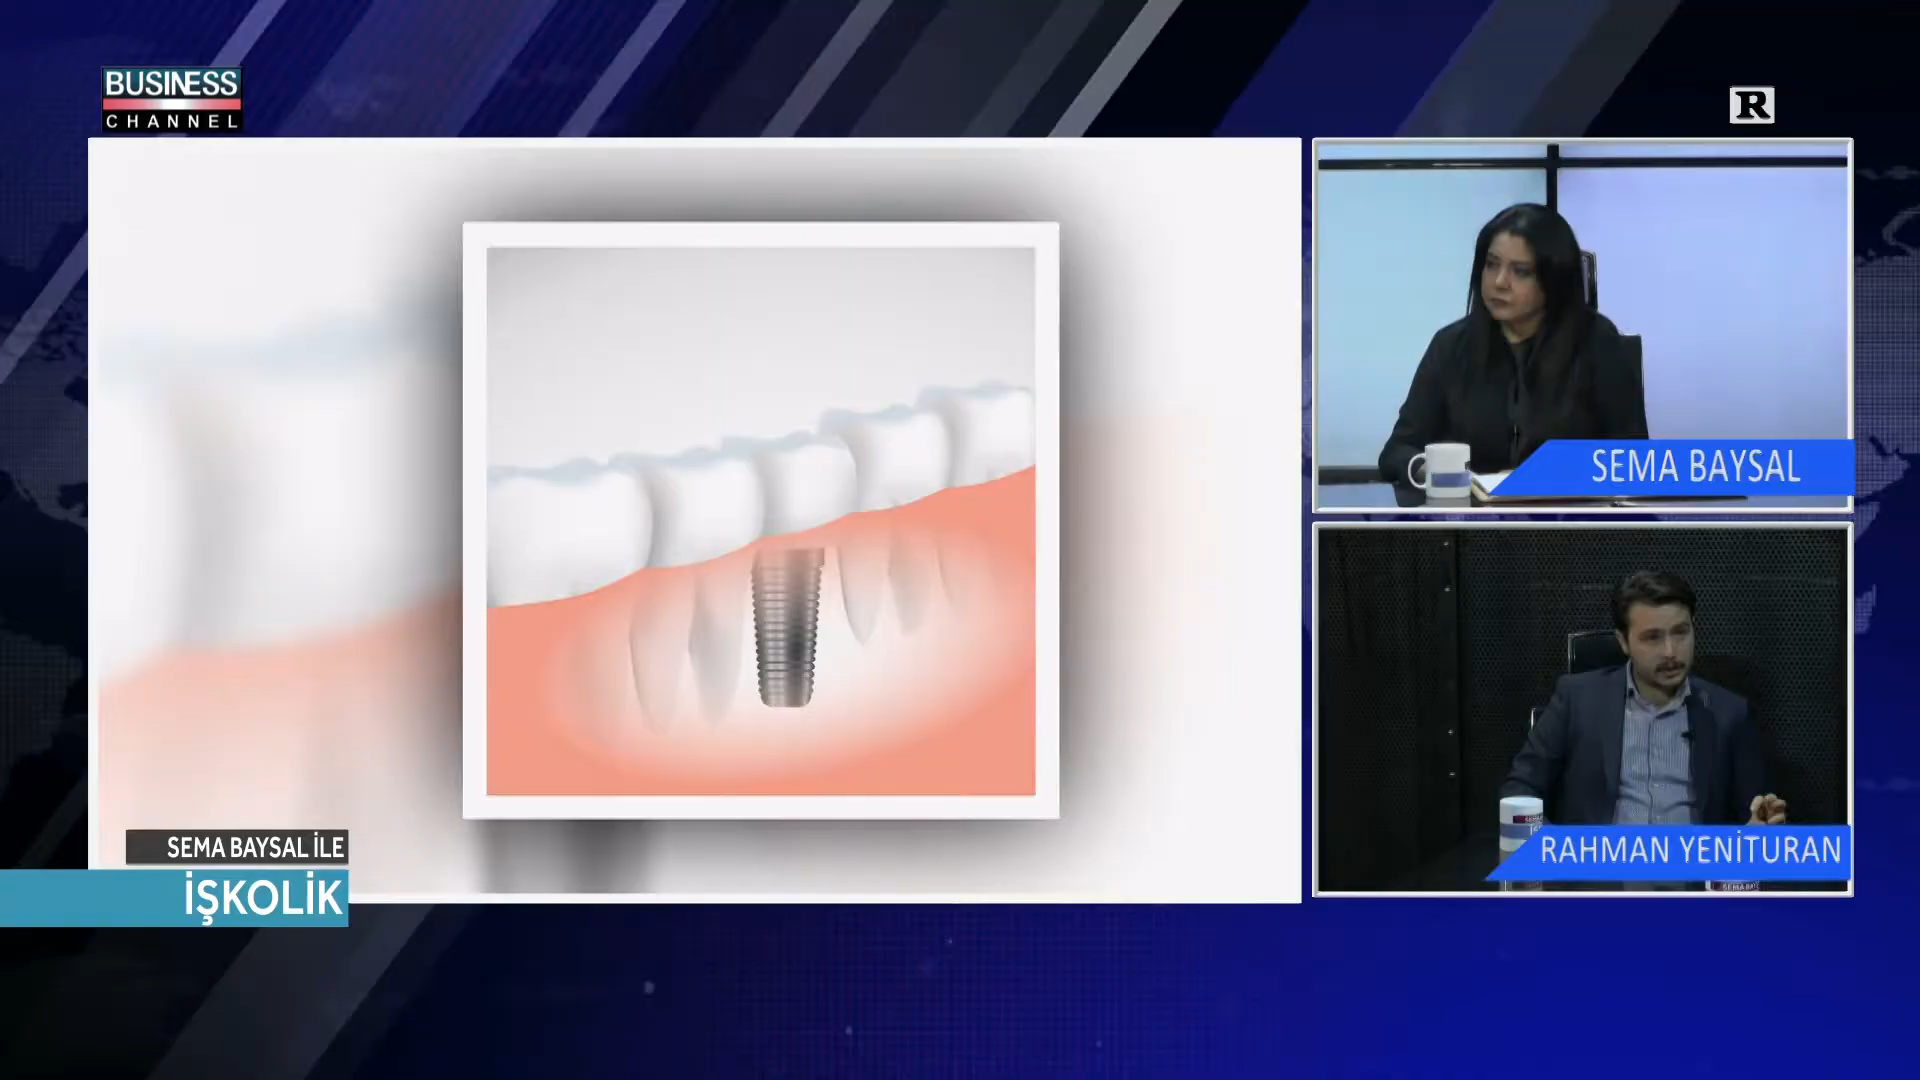 BUSINESS
CHANNEL
R
SEMA BAYSAL
RAHMAN YENİTURAN
SEMA BAYSAL İLE
İŞKOLİK